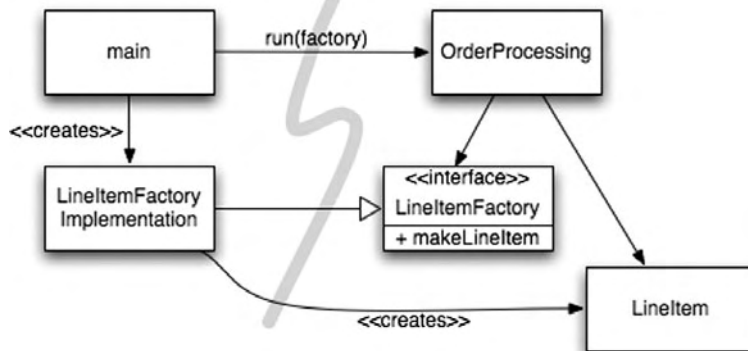 main
run(factory)
OrderProcessing
<<creates>>
LineItemFactory
Implementation
<<interface>>
LineItemFactory
+ makeLineItem
<<creates>>
LineItem